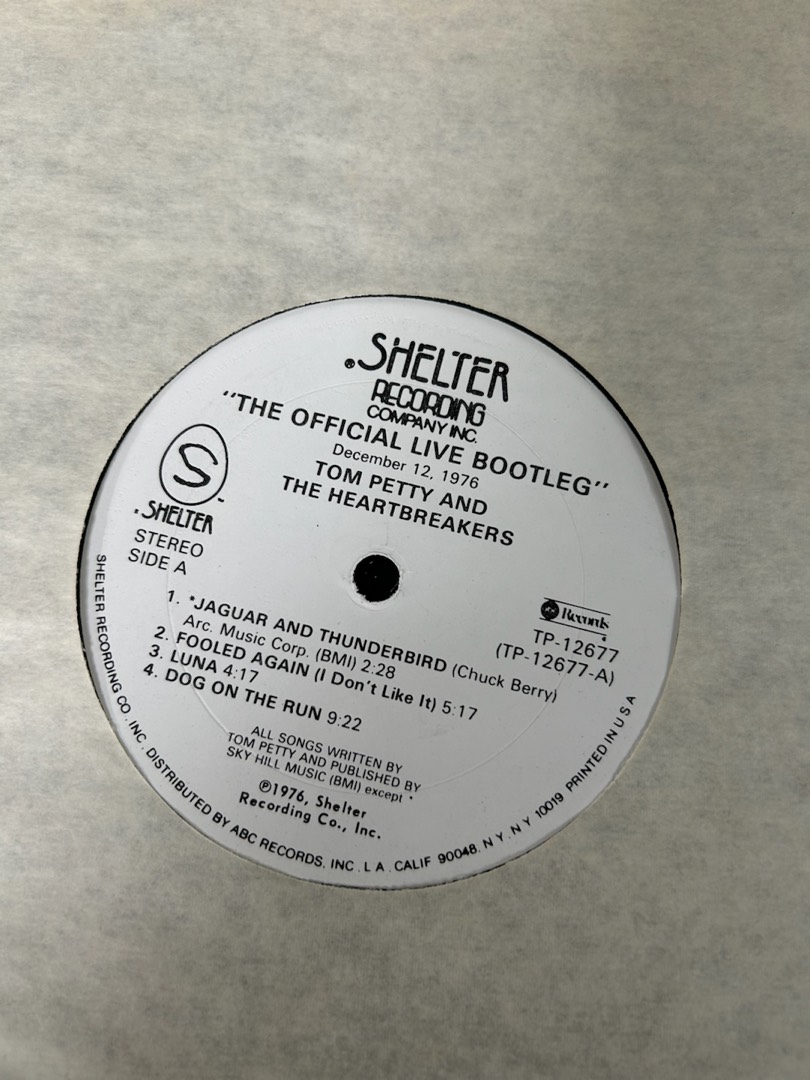 ® SHELTER
RECORDING
COMPANY INC.
"THE OFFICIAL LIVE BOOTLEG"
December 12, 1976
TOM PETTY AND
THE HEARTBREAKERS
S
SHELTER
STEREO
SIDE A
abc Records
TP-12677
(TP-12677-A)
1. *JAGUAR AND THUNDERBIRD (Chuck Berry)
Arc. Music Corp. (BMI) 2:28
2. FOOLED AGAIN (I Don't Like It) 5:17
3. LUNA 4:17
4. DOG ON THE RUN 9:22
ALL SONGS WRITTEN BY
TOM PETTY AND PUBLISHED BY
SKY HILL MUSIC (BMI) except *
℗1976, Shelter
Recording Co., Inc.
SHELTER RECORDING CO. INC. DISTRIBUTED BY ABC RECORDS, INC. L.A. CALIF 90048. N.Y. N.Y 10019 PRINTED IN U S A